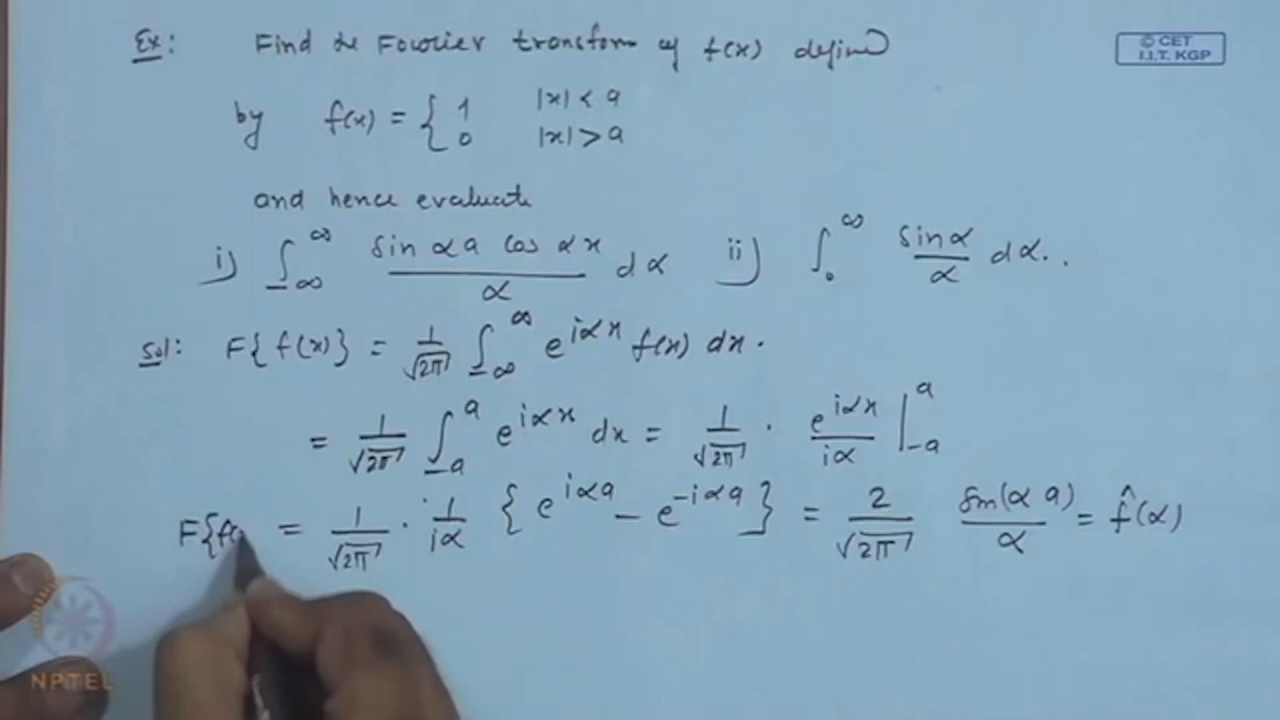 Ex: Find the Fourier transform of f(x) defined
© CET
I.I.T. KGP
by f(x) = { 1 |x| < a
0 |x| > a
and hence evaluate
i) ∫_{-∞}^{∞} (sin αa cos αx)/α dα ii) ∫_0^∞ (sin α)/α dα..
Sol: F{f(x)} = 1/√(2π) ∫_{-∞}^{∞} e^{iαx} f(x) dx.
= 1/√(2π) ∫_{-a}^{a} e^{iαx} dx = 1/√(2π) · e^{iαx}/(iα) |_{-a}^{a}
F{f( = 1/√(2π) · 1/(iα) { e^{iαa} - e^{-iαa} } = 2/√(2π) sin(αa)/α = f̂(α)
NPTEL